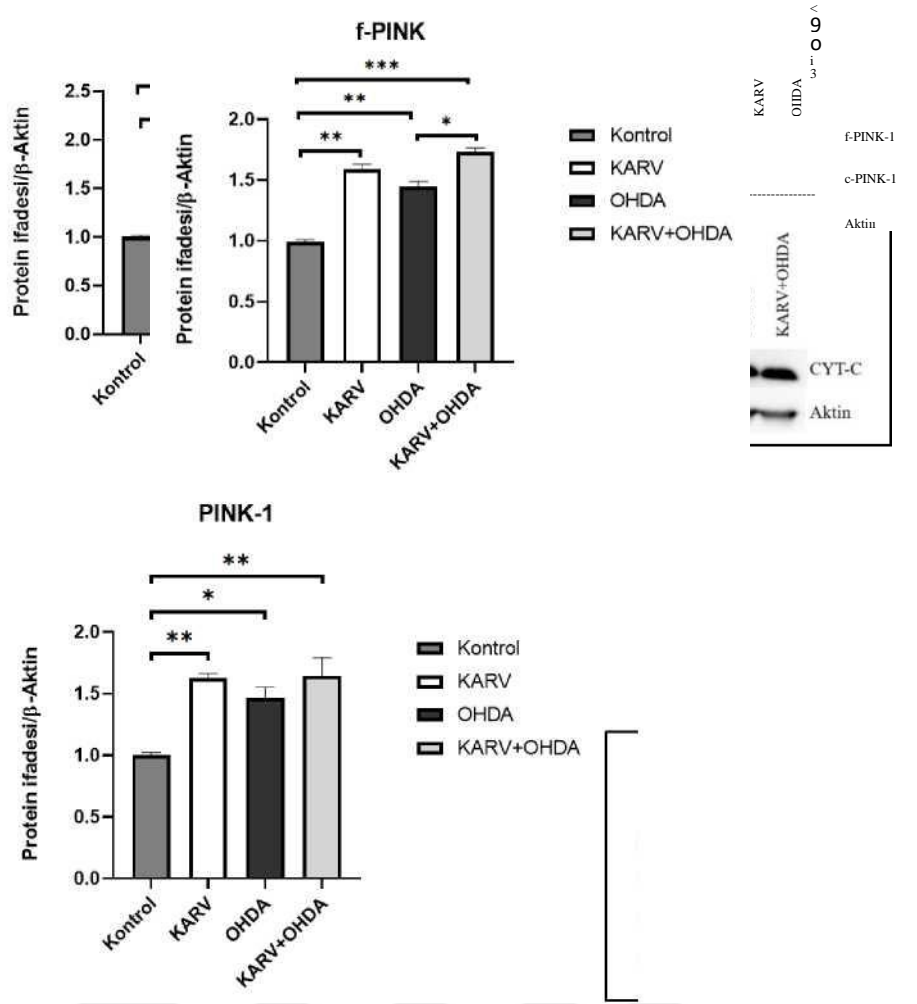 f-PINK
***
**
*
**
Protein ifadesi/β-Aktin
2.5
2.0
1.5
1.0
0.5
0.0
Kontrol
Protein ifadesi/β-Aktin
2.0
1.5
1.0
0.5
0.0
Kontrol
KARV
OHDA
KARV+OHDA
Kontrol
KARV
OHDA
KARV+OHDA
<
9
o
i
3
KARV
OIIDA
f-PINK-1
c-PINK-1
Aktin
KARV+OHDA
CYT-C
Aktin
PINK-1
**
*
**
Protein ifadesi/β-Aktin
2.0
1.5
1.0
0.5
0.0
Kontrol
KARV
OHDA
KARV+OHDA
Kontrol
KARV
OHDA
KARV+OHDA